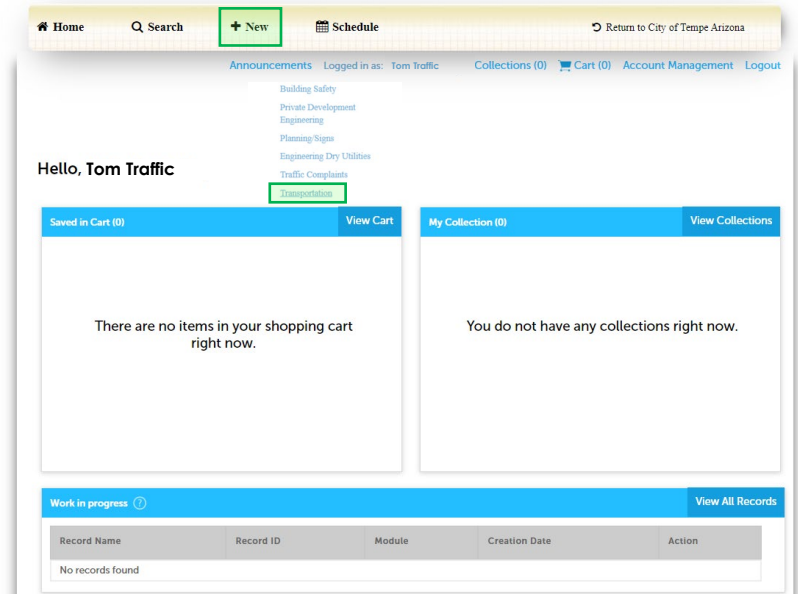 Home Search + New Schedule Return to City of Tempe Arizona
Announcements Logged in as: Tom Traffic Collections (0) Cart (0) Account Management Logout
Building Safety
Private Development
Engineering
Planning/Signs
Engineering Dry Utilities
Traffic Complaints
Transportation
Hello, Tom Traffic
Saved in Cart (0) View Cart My Collection (0) View Collections
There are no items in your shopping cart
right now.
You do not have any collections right now.
Work in progress ? View All Records
Record Name Record ID Module Creation Date Action
No records found